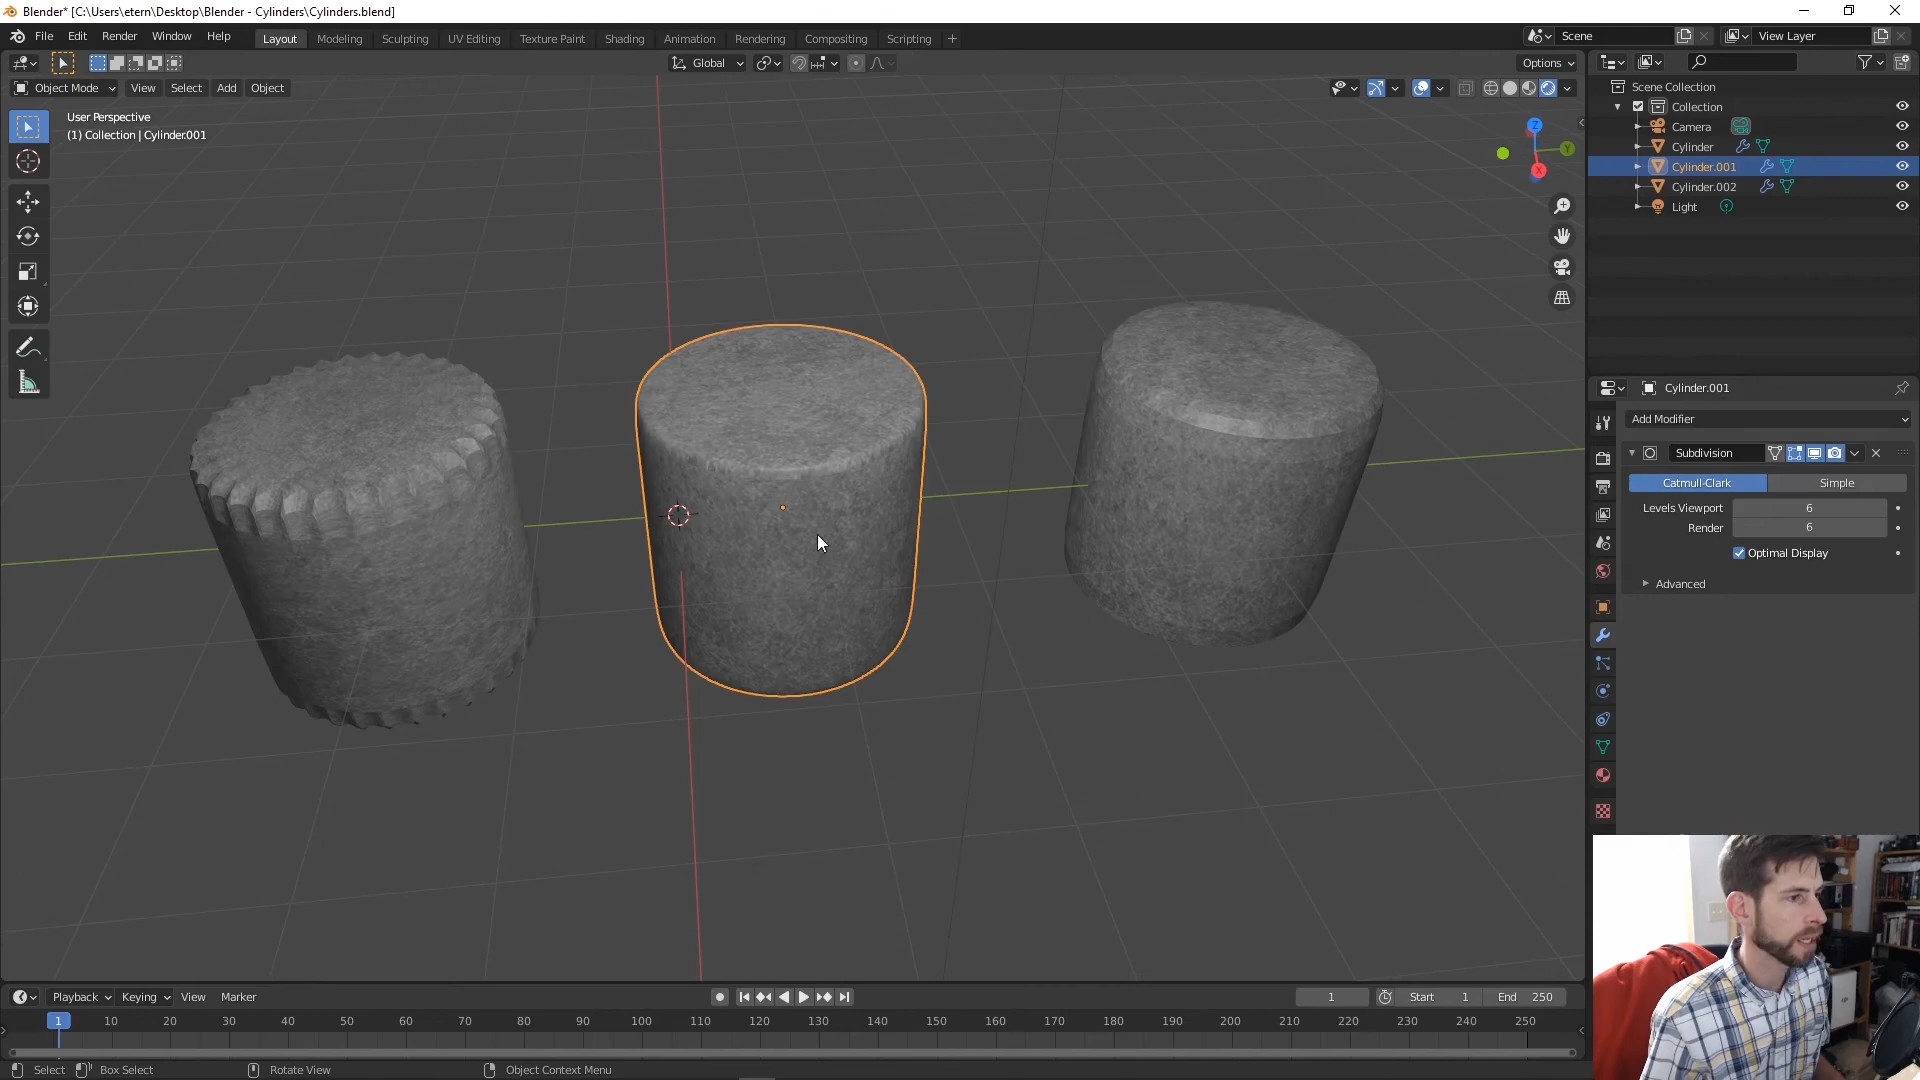 Blender* [C:\Users\etern\Desktop\Blender - Cylinders\Cylinders.blend]
File Edit Render Window Help Layout Modeling Sculpting UV Editing Texture Paint Shading Animation Rendering Compositing Scripting + Scene View Layer
Global Options
Object Mode View Select Add Object
User Perspective
(1) Collection | Cylinder.001
Z
Y
X
Scene Collection
Collection
Camera
Cylinder
Cylinder.001
Cylinder.002
Light
Cylinder.001
Add Modifier
Subdivision
Catmull-Clark Simple
Levels Viewport 6
Render 6
Optimal Display
Advanced
Playback Keying View Marker 1 Start 1 End 250
1 10 20 30 40 50 60 70 80 90 100 110 120 130 140 150 160 170 180 190 200 210 220 230 240 250
Select Box Select Rotate View Object Context Menu